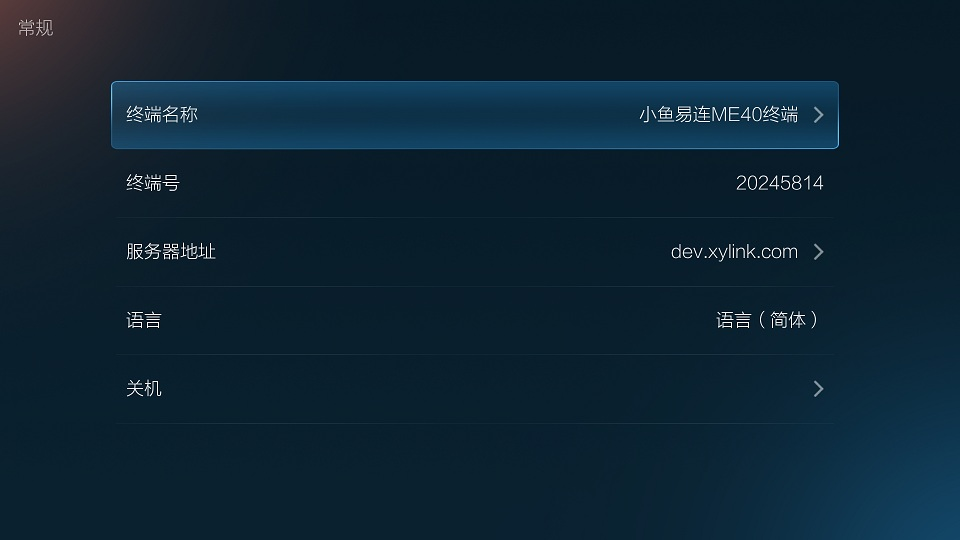 常规
终端名称 小鱼易连ME40终端
终端号 20245814
服务器地址 dev.xylink.com
语言 语言（简体）
关机